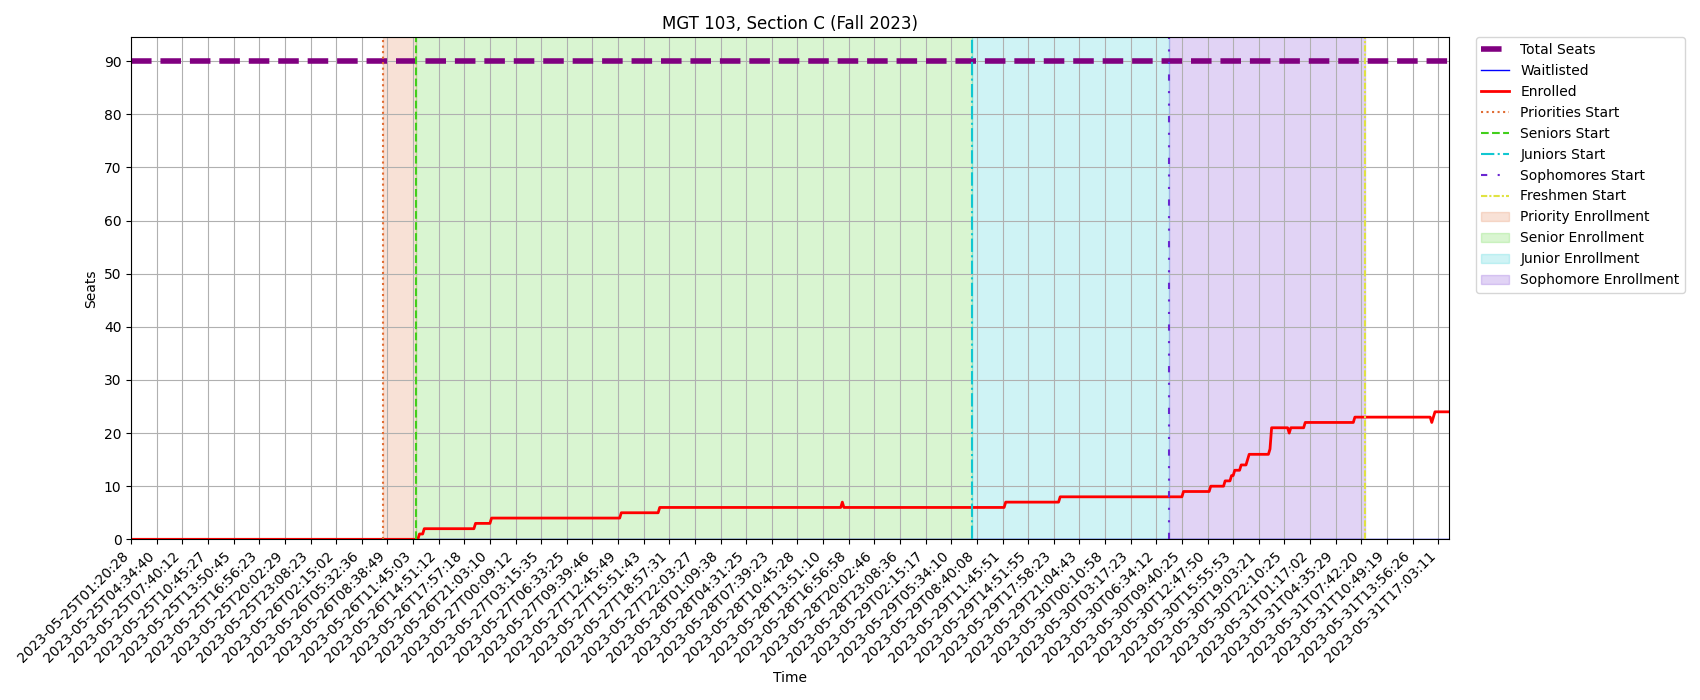 MGT 103, Section C (Fall 2023)
Total Seats
Waitlisted
Enrolled
Priorities Start
Seniors Start
Juniors Start
Sophomores Start
Freshmen Start
Priority Enrollment
Senior Enrollment
Junior Enrollment
Sophomore Enrollment
Seats
90
80
70
60
50
40
30
20
10
0
2023-05-25T01:20:28
2023-05-25T04:34:40
2023-05-25T07:40:12
2023-05-25T10:45:27
2023-05-25T13:50:45
2023-05-25T16:56:23
2023-05-25T20:02:29
2023-05-25T23:08:23
2023-05-26T02:15:02
2023-05-26T05:32:36
2023-05-26T08:38:49
2023-05-26T11:45:03
2023-05-26T14:51:12
2023-05-26T17:57:18
2023-05-26T21:03:10
2023-05-27T00:09:12
2023-05-27T03:15:35
2023-05-27T06:33:25
2023-05-27T09:39:46
2023-05-27T12:45:49
2023-05-27T15:51:43
2023-05-27T18:57:31
2023-05-27T22:03:27
2023-05-28T01:09:38
2023-05-28T04:31:25
2023-05-28T07:39:23
2023-05-28T10:45:28
2023-05-28T13:51:10
2023-05-28T16:56:58
2023-05-28T20:02:46
2023-05-28T23:08:36
2023-05-29T02:15:17
2023-05-29T05:34:10
2023-05-29T08:40:08
2023-05-29T11:45:51
2023-05-29T14:51:55
2023-05-29T17:58:23
2023-05-29T21:04:43
2023-05-30T00:10:58
2023-05-30T03:17:23
2023-05-30T06:34:12
2023-05-30T09:40:25
2023-05-30T12:47:50
2023-05-30T15:55:53
2023-05-30T19:03:21
2023-05-30T22:10:25
2023-05-31T01:17:02
2023-05-31T04:35:29
2023-05-31T07:42:20
2023-05-31T10:49:19
2023-05-31T13:56:26
2023-05-31T17:03:11
Time